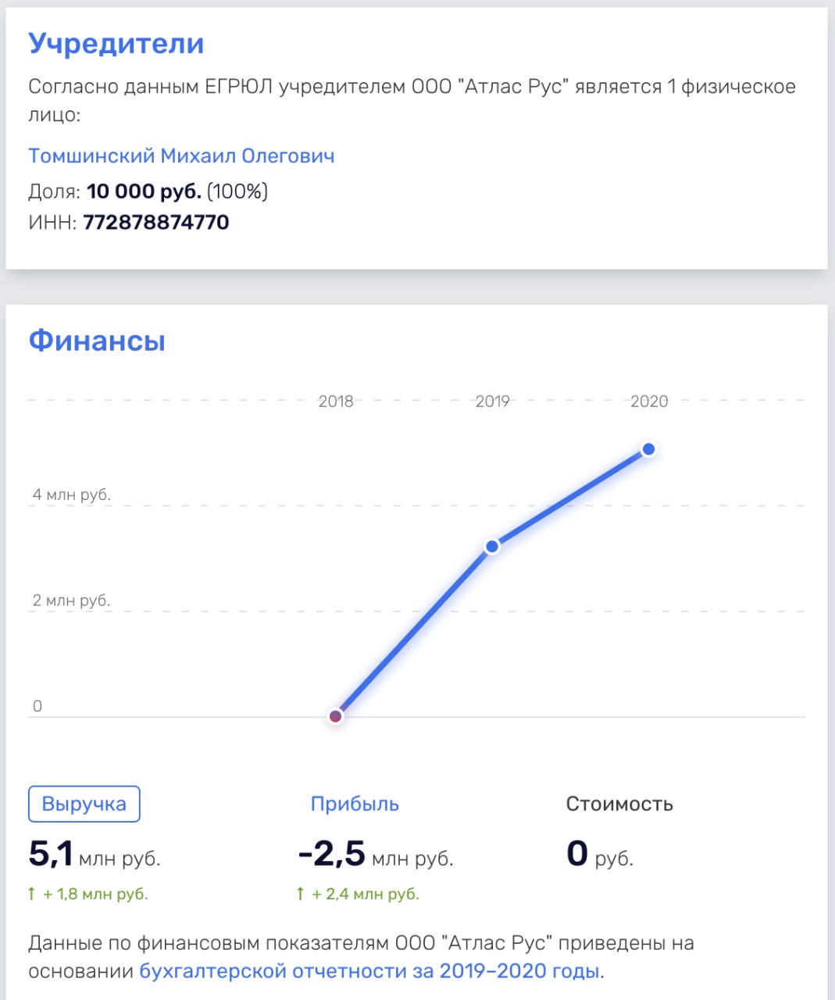 Учредители
Согласно данным ЕГРЮЛ учредителем ООО "Атлас Рус" является 1 физическое
лицо:
Томшинский Михаил Олегович
Доля: 10 000 руб. (100%)
ИНН: 772878874770
Финансы
2018 2019 2020
4 млн руб.
2 млн руб.
0
Выручка Прибыль Стоимость
5,1 млн руб. -2,5 млн руб. 0 руб.
↑ + 1,8 млн руб. ↑ + 2,4 млн руб.
Данные по финансовым показателям ООО "Атлас Рус" приведены на
основании бухгалтерской отчетности за 2019–2020 годы.